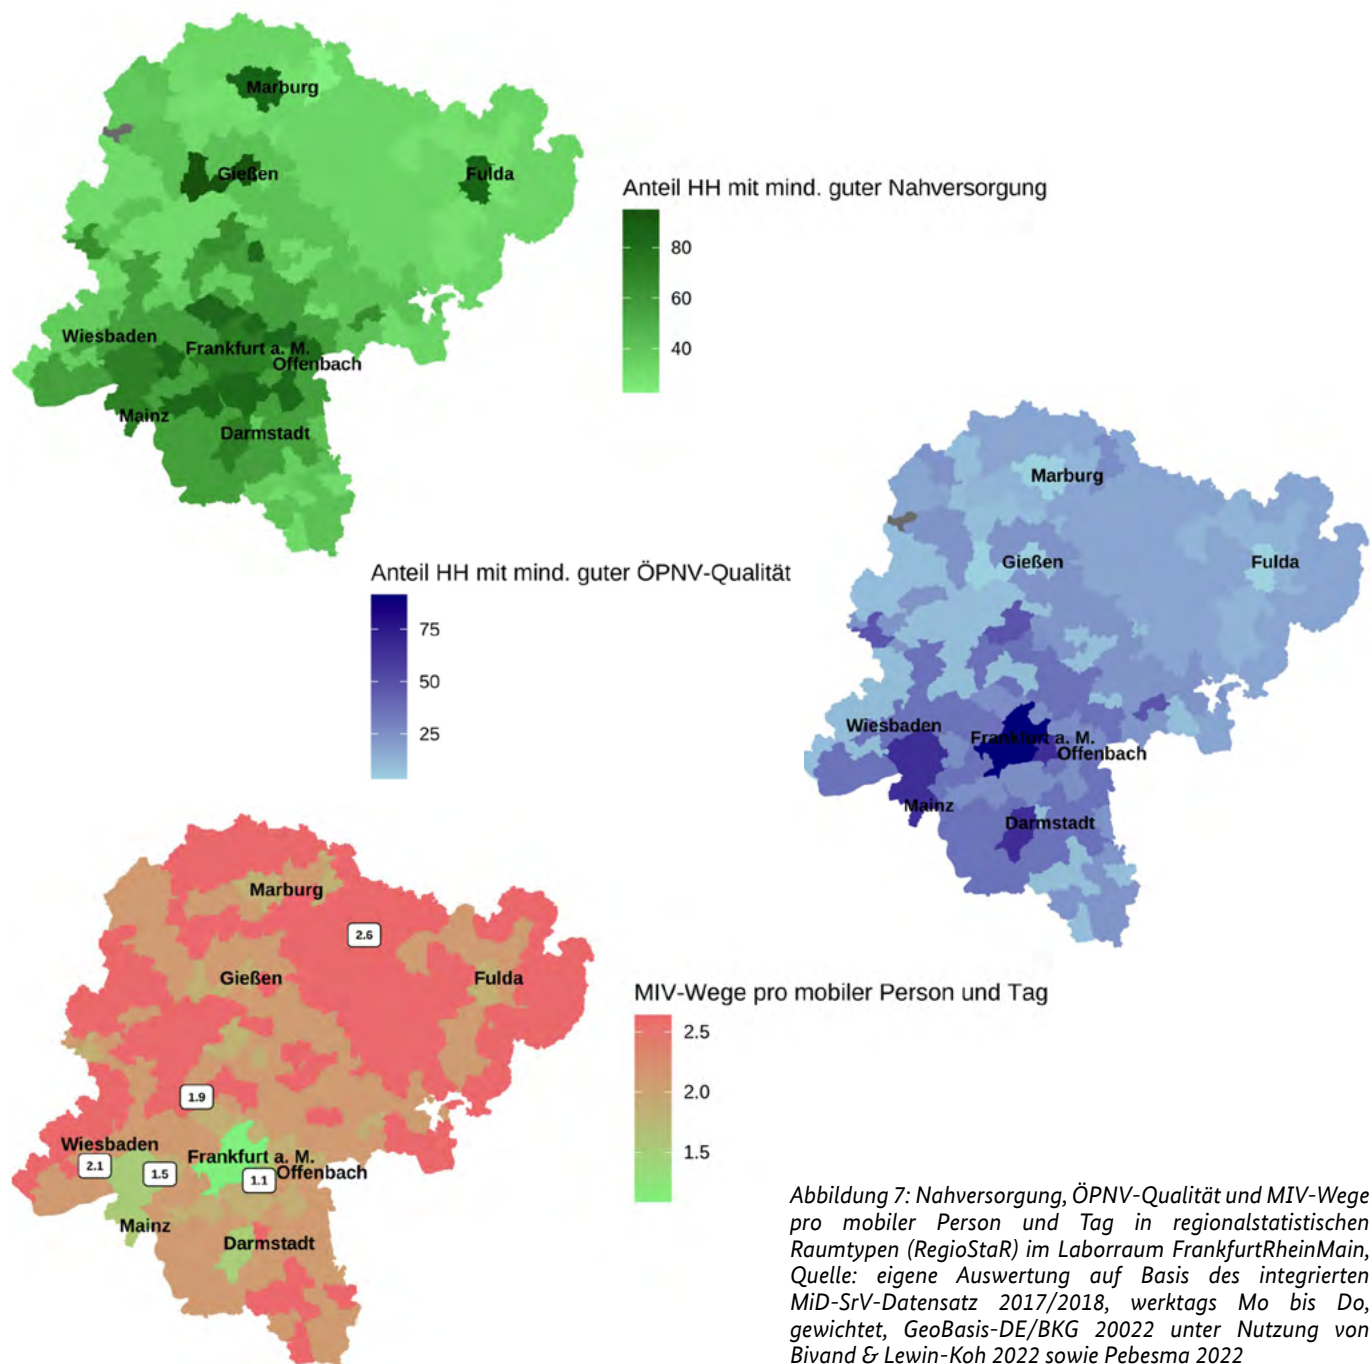 Marburg
Gießen
Fulda
Wiesbaden
Frankfurt a. M.
Offenbach
Mainz
Darmstadt
Anteil HH mit mind. guter Nahversorgung
80
60
40
Anteil HH mit mind. guter ÖPNV-Qualität
75
50
25
Marburg
Gießen
Fulda
Wiesbaden
Frankfurt a. M.
Offenbach
Mainz
Darmstadt
Marburg
2.6
Gießen
Fulda
1.9
Wiesbaden
Frankfurt a. M.
2.1
1.5
1.1
Offenbach
Mainz
Darmstadt
MIV-Wege pro mobiler Person und Tag
2.5
2.0
1.5
Abbildung 7: Nahversorgung, ÖPNV-Qualität und MIV-Wege
pro mobiler Person und Tag in regionalstatistischen
Raumtypen (RegioStaR) im Laborraum FrankfurtRheinMain,
Quelle: eigene Auswertung auf Basis des integrierten
MiD-SrV-Datensatz 2017/2018, werktags Mo bis Do,
gewichtet, GeoBasis-DE/BKG 20022 unter Nutzung von
Bivand & Lewin-Koh 2022 sowie Pebesma 2022